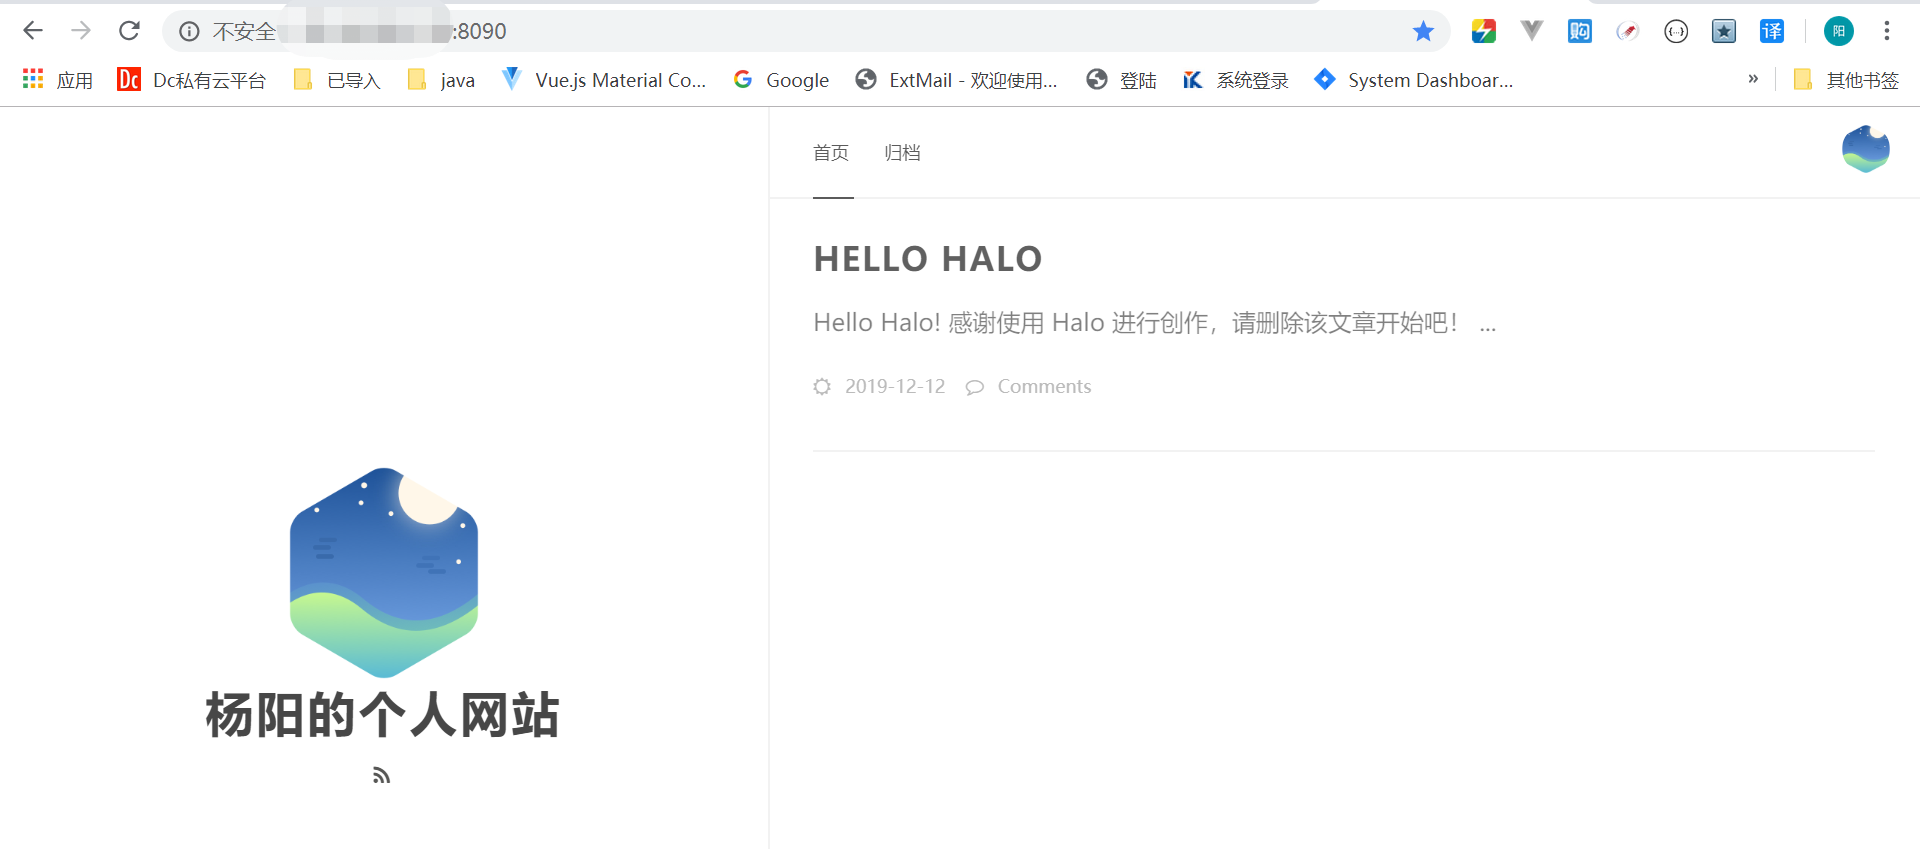 不安全 :8090
应用 Dc Dc私有云平台 已导入 java Vue.js Material Co... Google ExtMail - 欢迎使用... 登陆 系统登录 System Dashboar... » 其他书签
购 译 阳
首页 归档
HELLO HALO
Hello Halo! 感谢使用 Halo 进行创作，请删除该文章开始吧！ ...
2019-12-12 Comments
杨阳的个人网站